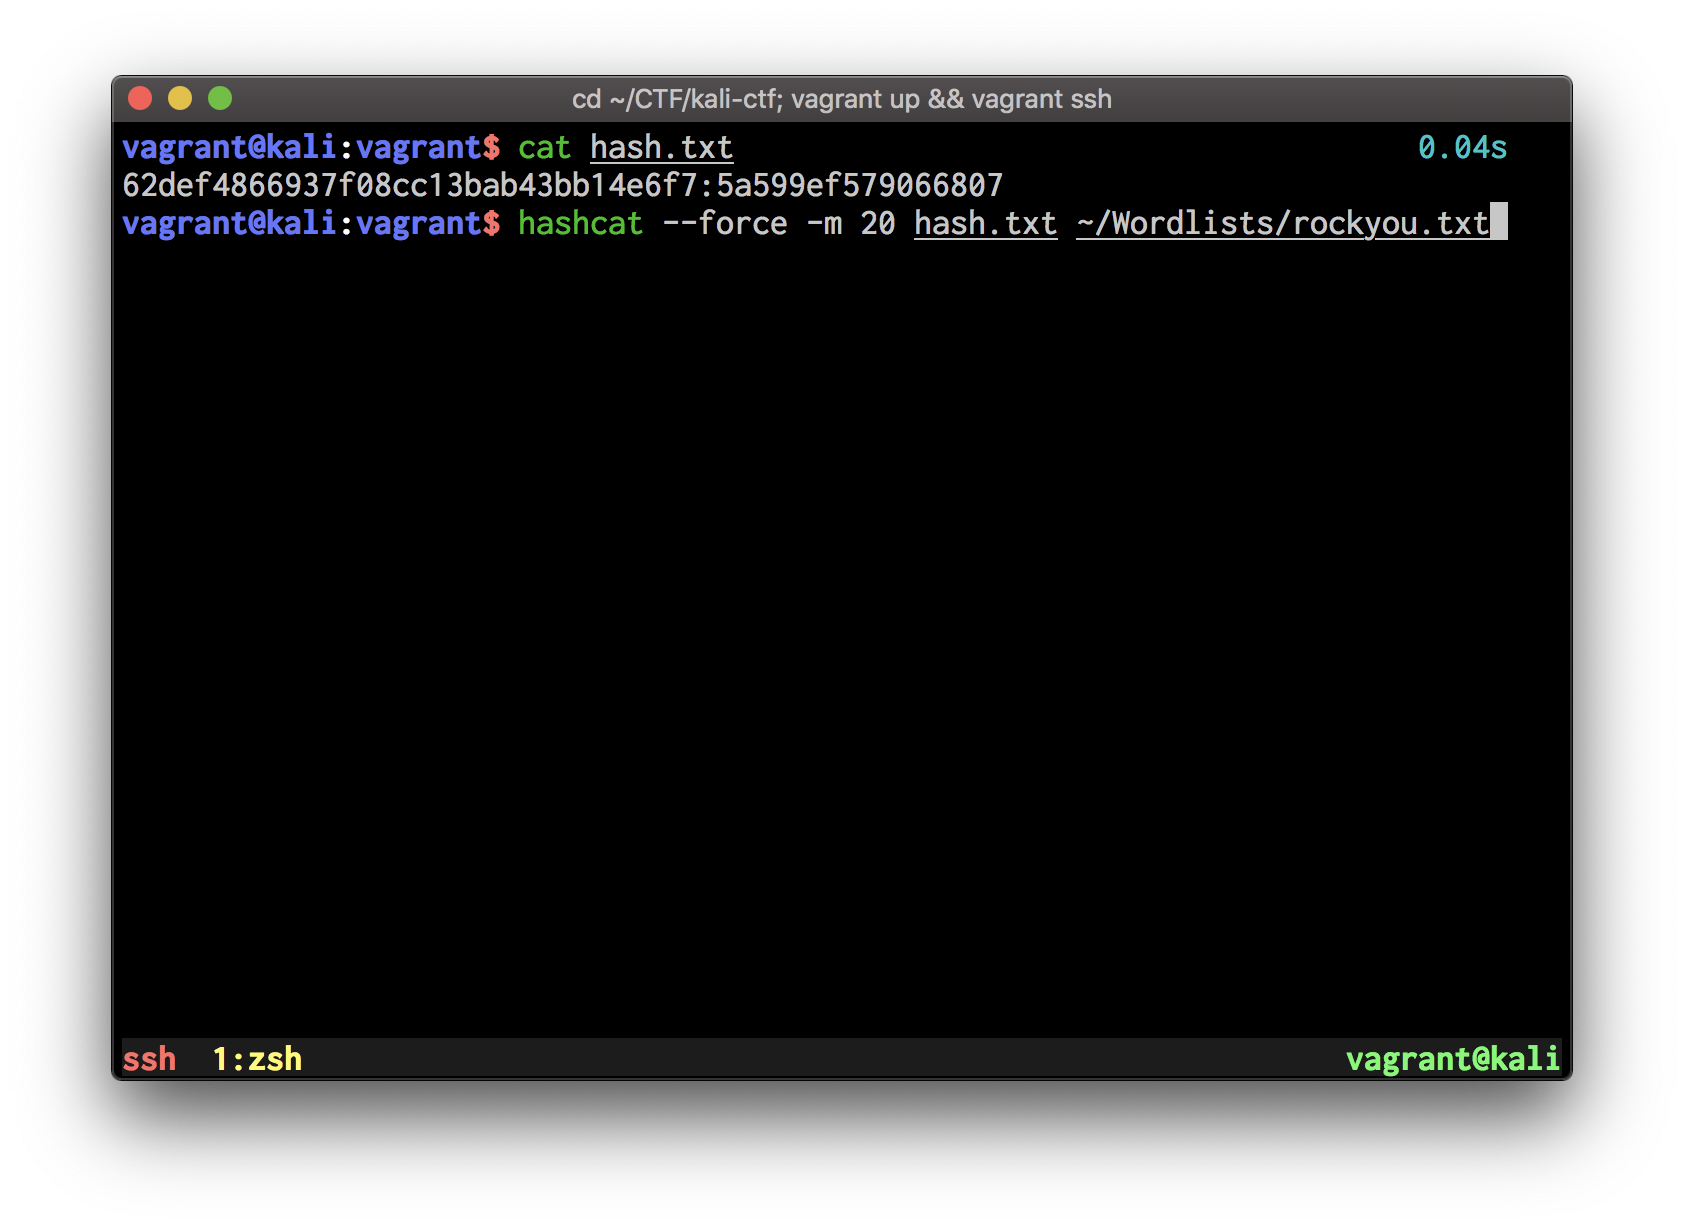 cd ~/CTF/kali-ctf; vagrant up && vagrant ssh
vagrant@kali:vagrant$ cat hash.txt 0.04s
62def4866937f08cc13bab43bb14e6f7:5a599ef579066807
vagrant@kali:vagrant$ hashcat --force -m 20 hash.txt ~/Wordlists/rockyou.txt
ssh 1:zsh vagrant@kali